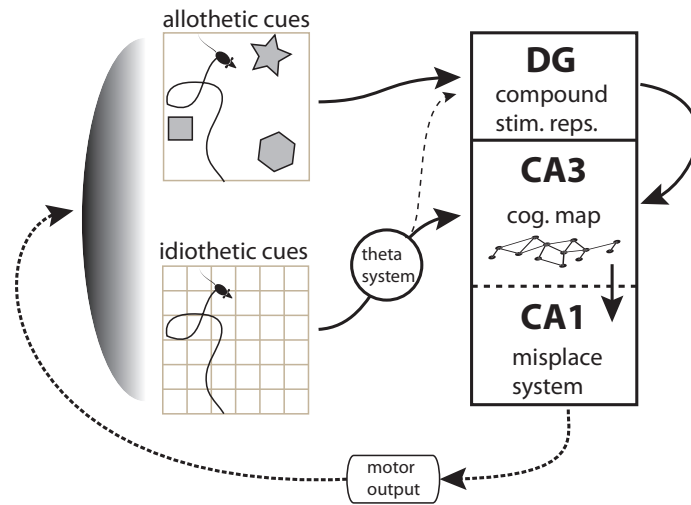 allothetic cues
DG
compound
stim. reps.
CA3
cog. map
idiothetic cues
theta
system
CA1
misplace
system
motor
output